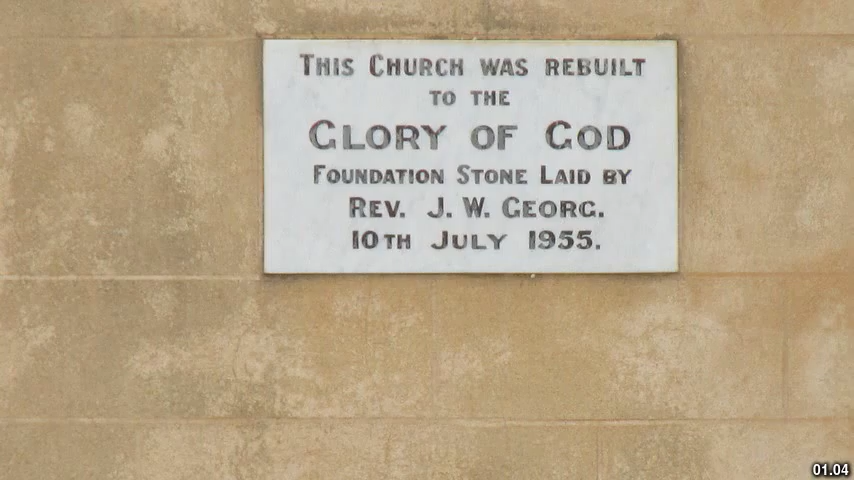 THIS CHURCH WAS REBUILT
TO THE
GLORY OF GOD
FOUNDATION STONE LAID BY
REV. J. W. GEORG.
10TH JULY 1955.
01.04